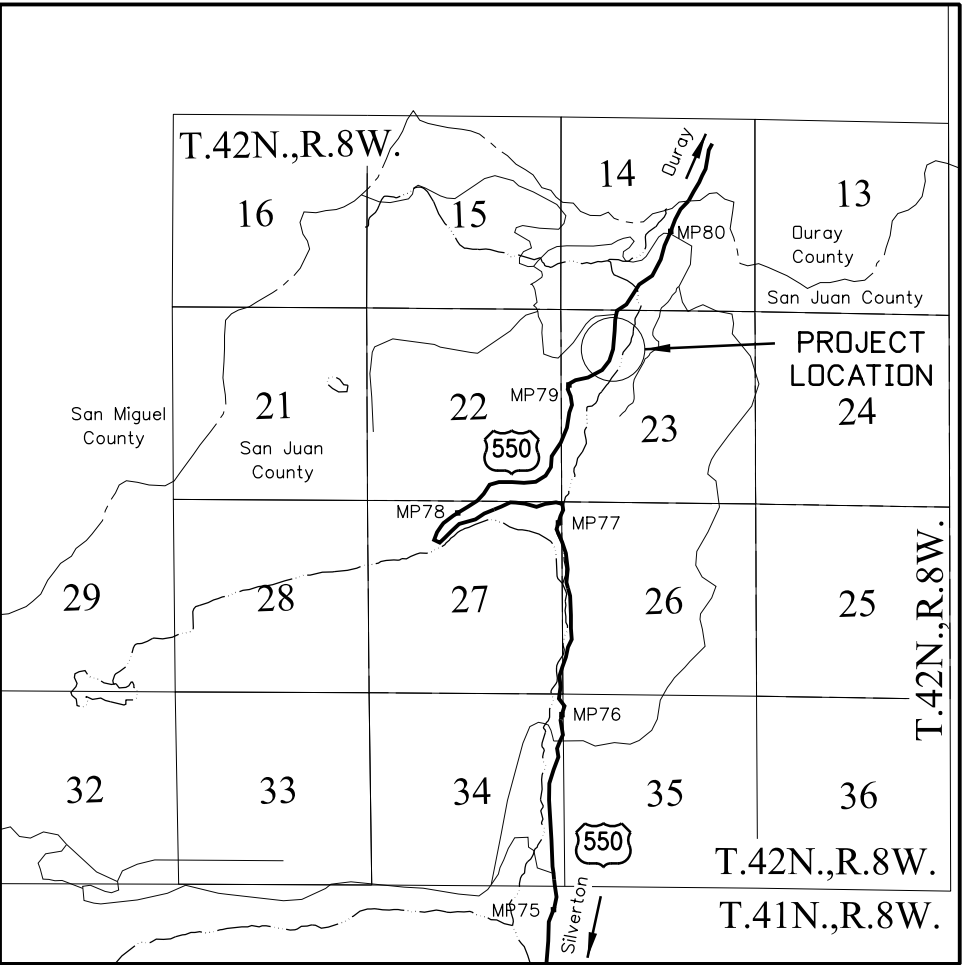 T.42N.,R.8W.
Ouray
14
13
16
15
MP80
Ouray
County
San Juan County
PROJECT
LOCATION
MP79
21
22
23
24
San Miguel
County
San Juan
County
550
MP78
MP77
29
28
27
26
25
T.42N.,R.8W.
MP76
32
33
34
35
36
550
T.42N.,R.8W.
MP75
Silverton
T.41N.,R.8W.